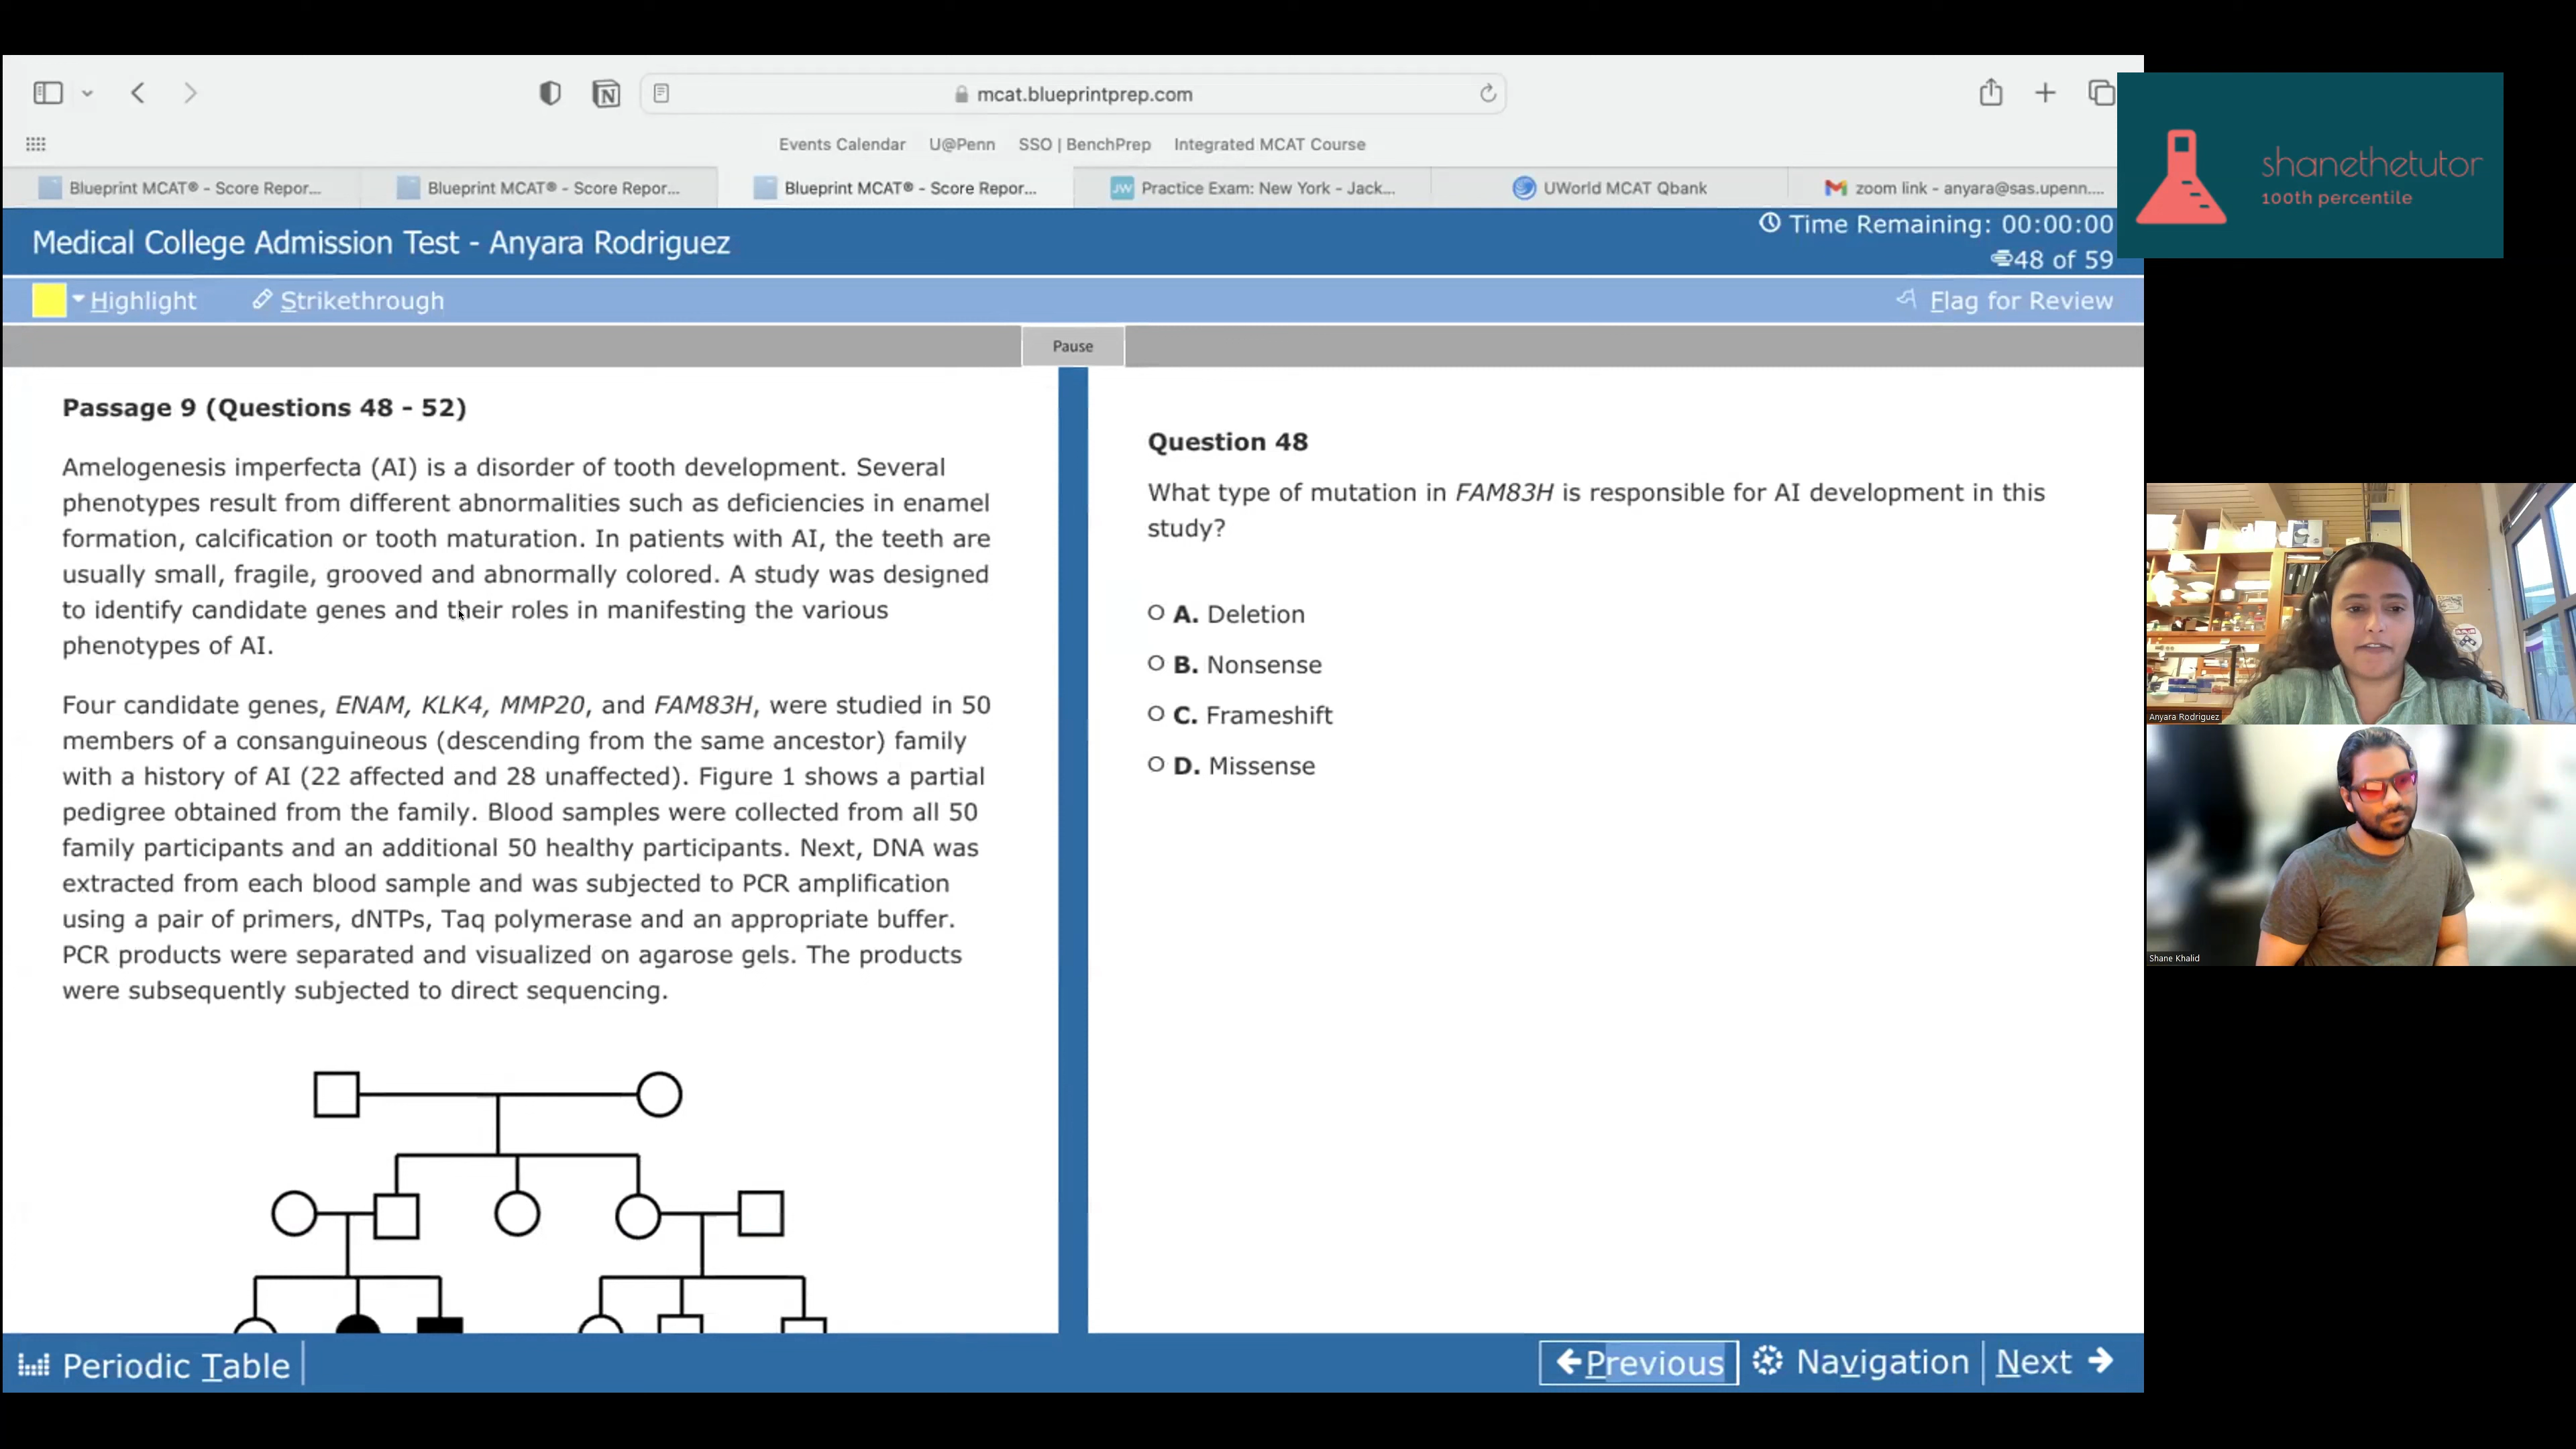 mcat.blueprintprep.com
Events Calendar U@Penn SSO | BenchPrep Integrated MCAT Course
Blueprint MCAT® - Score Repor... Blueprint MCAT® - Score Repor... Blueprint MCAT® - Score Repor... JW Practice Exam: New York - Jack... UWorld MCAT Qbank zoom link - anyara@sas.upenn....
shanethetutor
100th percentile
Medical College Admission Test - Anyara Rodriguez
Time Remaining: 00:00:00
48 of 59
Highlight Strikethrough Flag for Review
Pause
Passage 9 (Questions 48 - 52)
Amelogenesis imperfecta (AI) is a disorder of tooth development. Several
phenotypes result from different abnormalities such as deficiencies in enamel
formation, calcification or tooth maturation. In patients with AI, the teeth are
usually small, fragile, grooved and abnormally colored. A study was designed
to identify candidate genes and their roles in manifesting the various
phenotypes of AI.
Four candidate genes, ENAM, KLK4, MMP20, and FAM83H, were studied in 50
members of a consanguineous (descending from the same ancestor) family
with a history of AI (22 affected and 28 unaffected). Figure 1 shows a partial
pedigree obtained from the family. Blood samples were collected from all 50
family participants and an additional 50 healthy participants. Next, DNA was
extracted from each blood sample and was subjected to PCR amplification
using a pair of primers, dNTPs, Taq polymerase and an appropriate buffer.
PCR products were separated and visualized on agarose gels. The products
were subsequently subjected to direct sequencing.
Question 48
What type of mutation in FAM83H is responsible for AI development in this
study?
A. Deletion
B. Nonsense
C. Frameshift
D. Missense
Anyara Rodriguez
Shane Khalid
Periodic Table
Previous Navigation Next